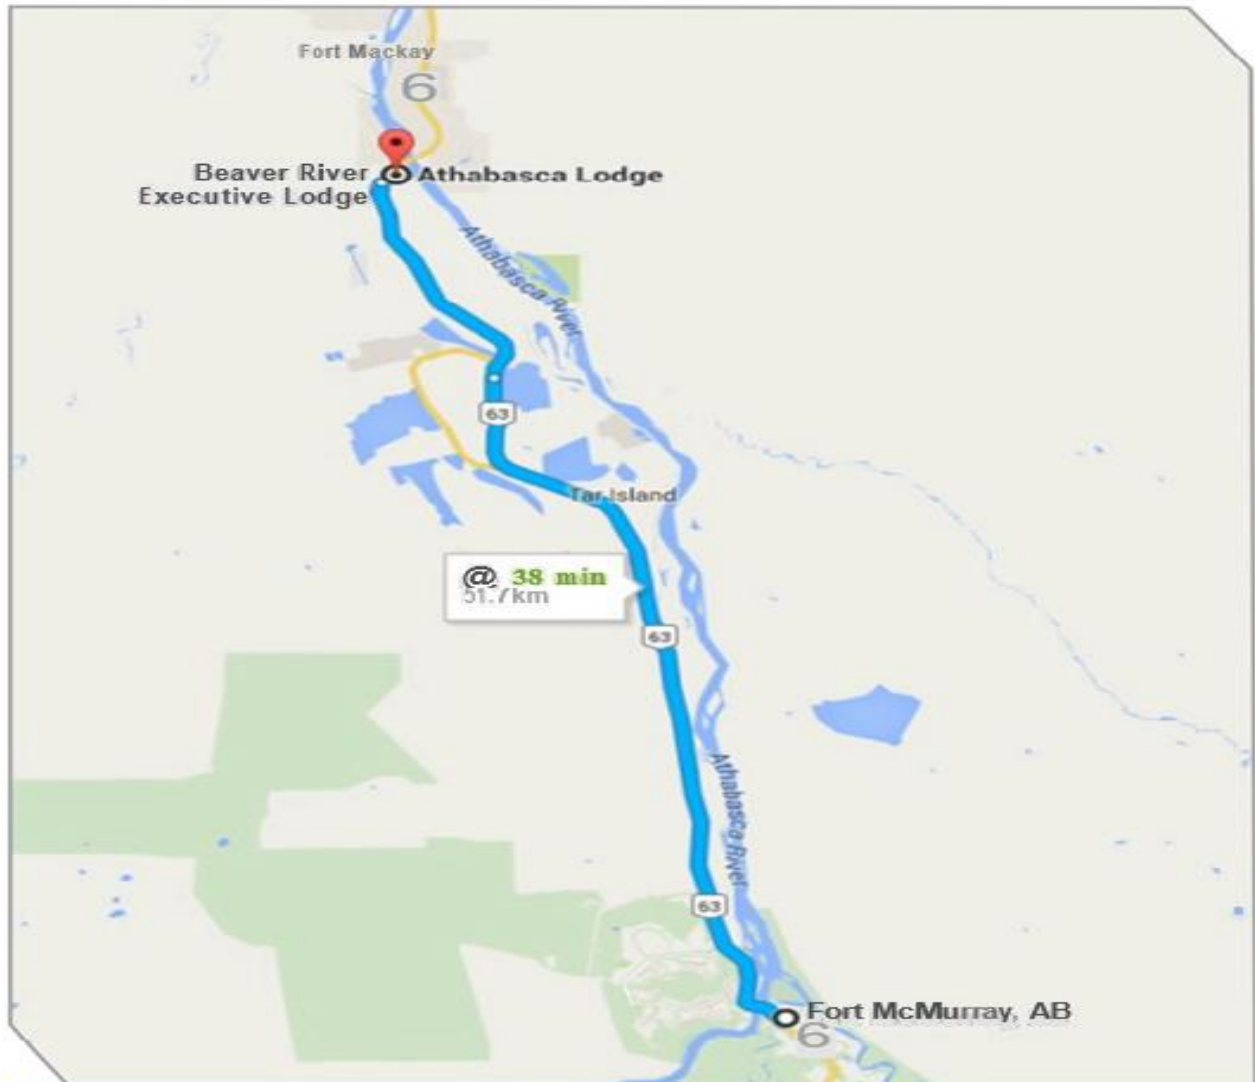 Fort Mackay
6
Beaver River
Executive Lodge
Athabasca Lodge
Athabasca River
63
Tar Island
@ 38 min
51.7km
63
Athabasca River
63
Fort McMurray, AB
6